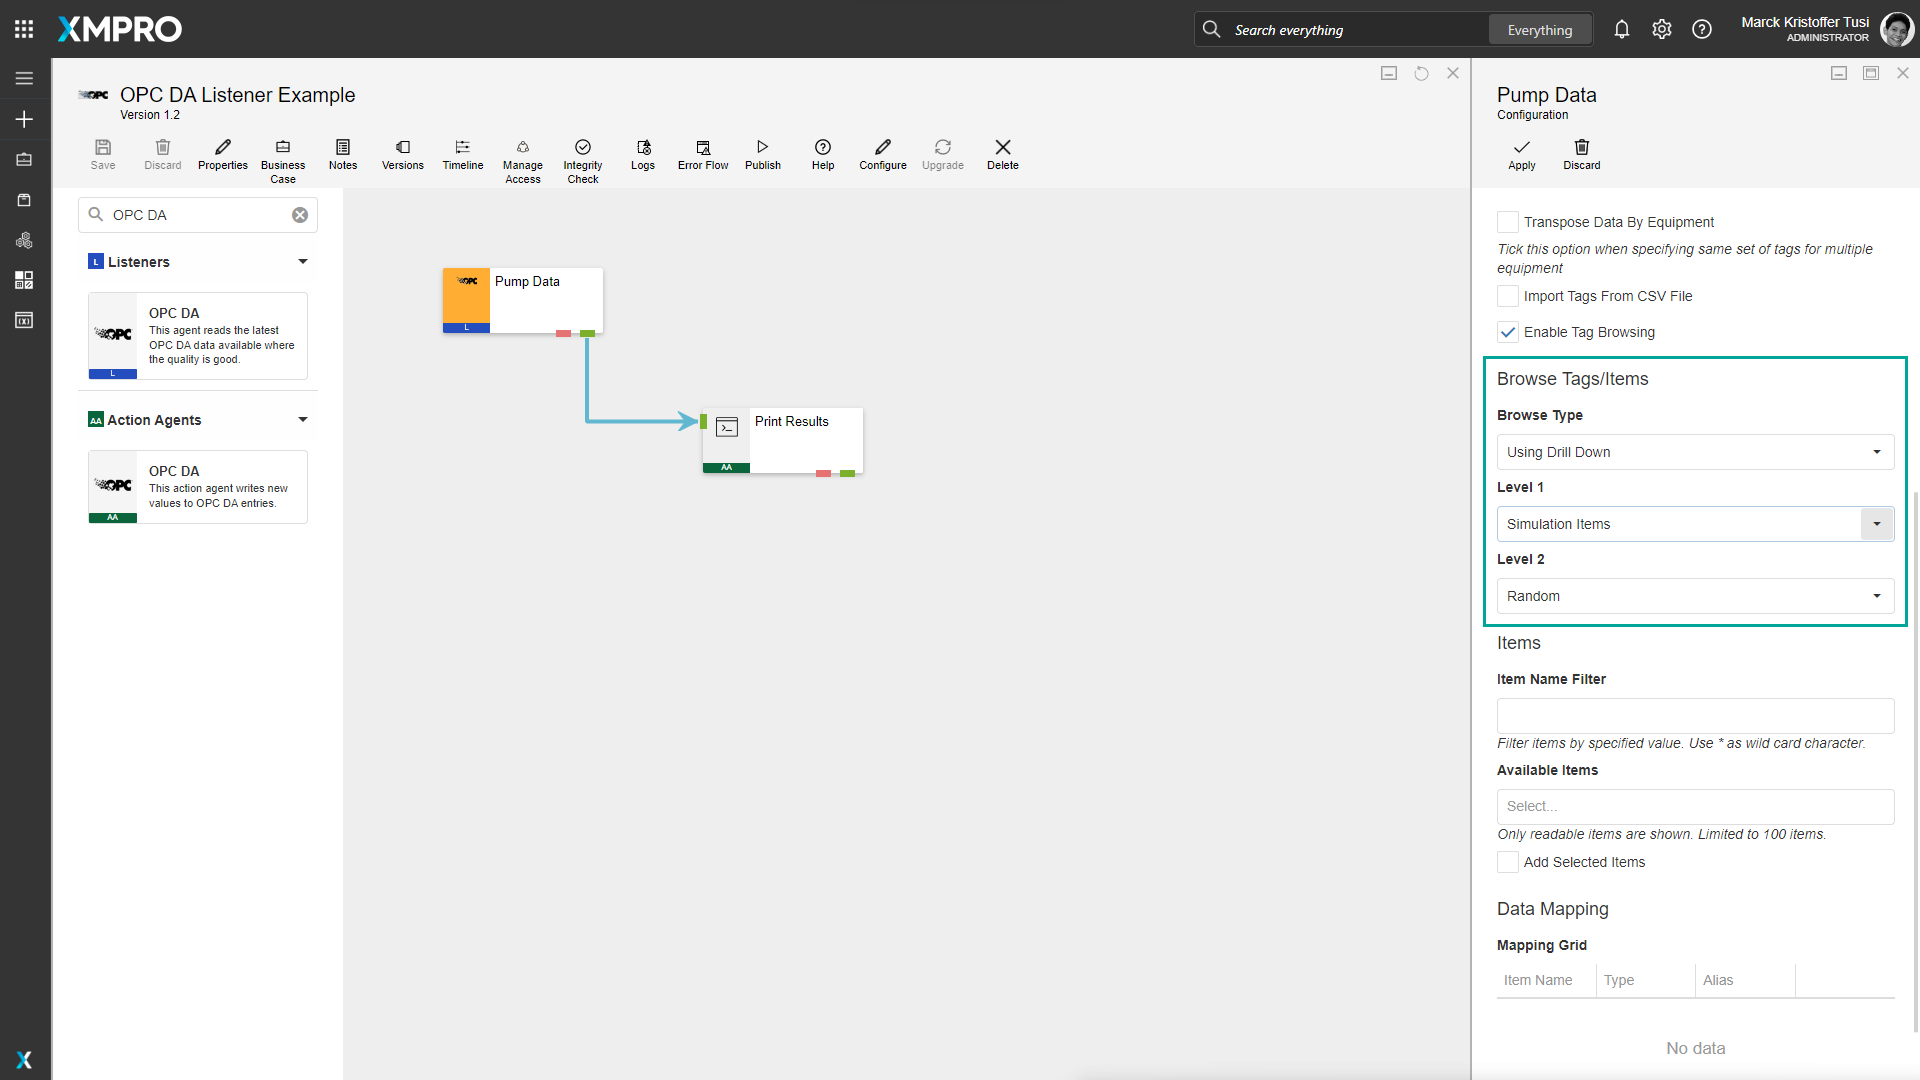 XMPRO
Search everything
Everything
Marck Kristoffer Tusi
ADMINISTRATOR
OPC
OPC DA Listener Example
Version 1.2
Save
Discard
Properties
Business
Case
Notes
Versions
Timeline
Manage
Access
Integrity
Check
Logs
Error Flow
Publish
Help
Configure
Upgrade
Delete
OPC DA
L
Listeners
OPC
L
OPC DA
This agent reads the latest
OPC DA data available where
the quality is good.
AA
Action Agents
OPC
AA
OPC DA
This action agent writes new
values to OPC DA entries.
OPC
L
Pump Data
AA
Print Results
Pump Data
Configuration
Apply
Discard
Transpose Data By Equipment
Tick this option when specifying same set of tags for multiple
equipment
Import Tags From CSV File
Enable Tag Browsing
Browse Tags/Items
Browse Type
Using Drill Down
Level 1
Simulation Items
Level 2
Random
Items
Item Name Filter
Filter items by specified value. Use * as wild card character.
Available Items
Select...
Only readable items are shown. Limited to 100 items.
Add Selected Items
Data Mapping
Mapping Grid
Item Name
Type
Alias
No data